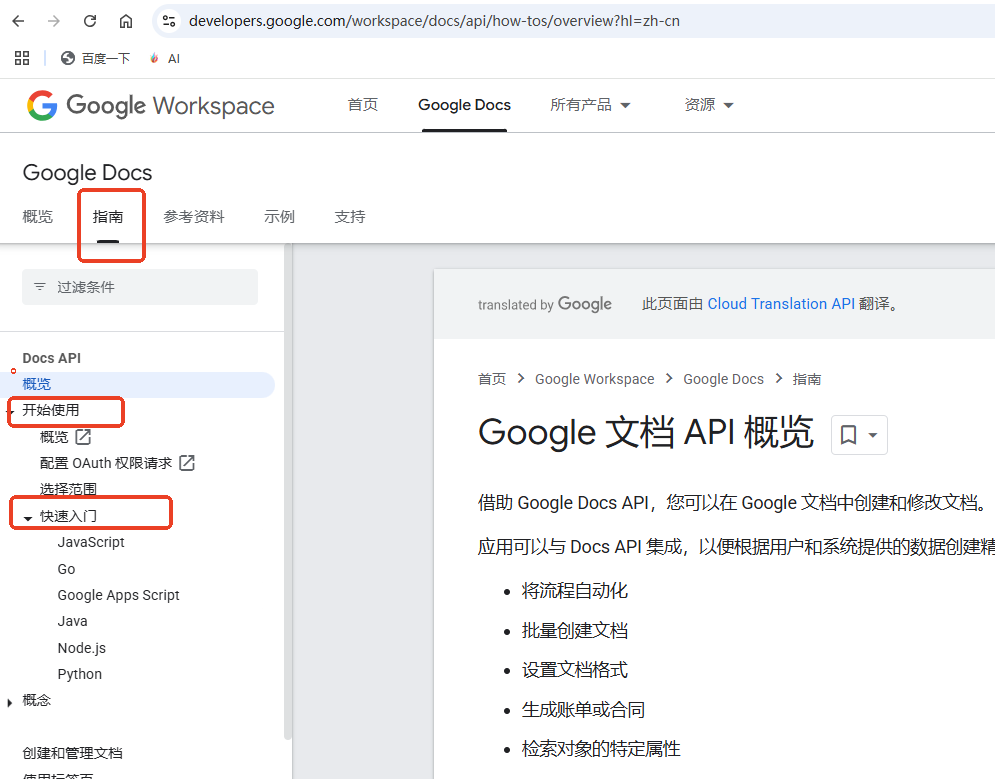 developers.google.com/workspace/docs/api/how-tos/overview?hl=zh-cn
百度一下 AI
Google Workspace 首页 Google Docs 所有产品 资源
Google Docs
概览 指南 参考资料 示例 支持
过滤条件
Docs API
概览
开始使用
概览
配置 OAuth 权限请求
选择范围
快速入门
JavaScript
Go
Google Apps Script
Java
Node.js
Python
概念
创建和管理文档
使用标签页
translated by Google 此页面由 Cloud Translation API 翻译。
首页 Google Workspace Google Docs 指南
Google 文档 API 概览
借助 Google Docs API，您可以在 Google 文档中创建和修改文档。
应用可以与 Docs API 集成，以便根据用户和系统提供的数据创建精
将流程自动化
批量创建文档
设置文档格式
生成账单或合同
检索对象的特定属性